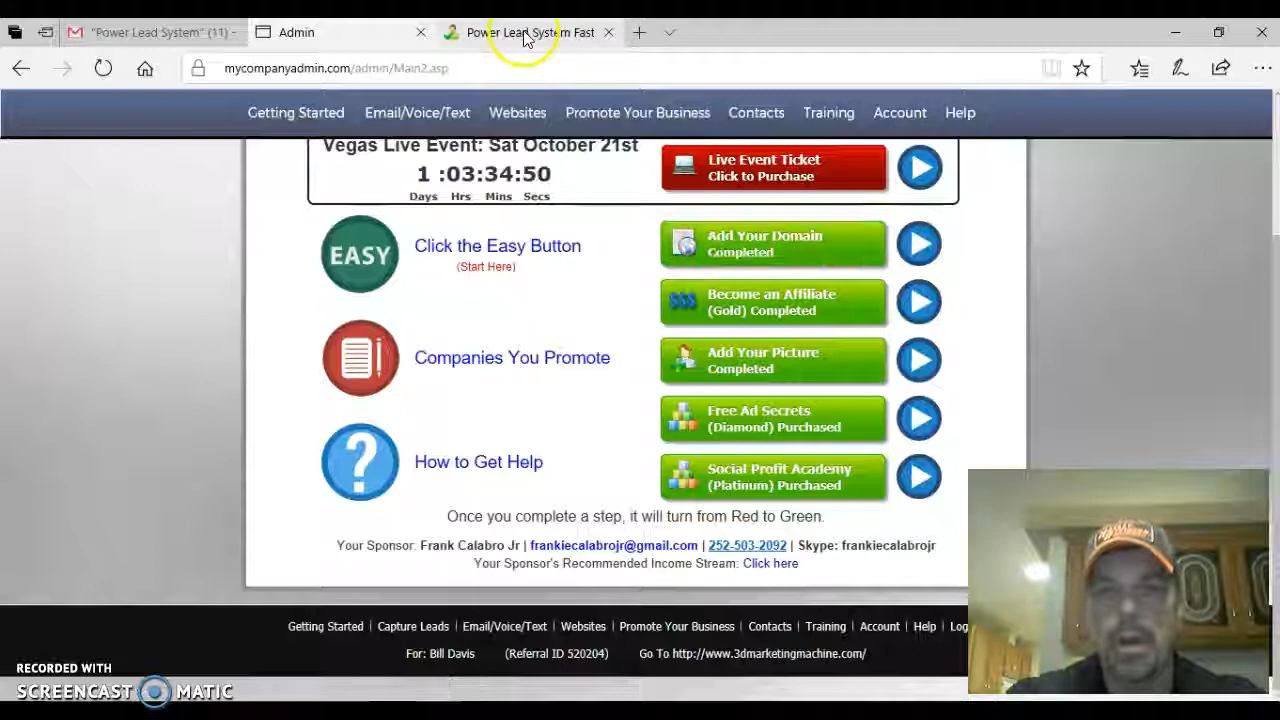 "Power Lead System" (11) -
Admin
Power Lead System Fast
mycompanyadmin.com/admin/Main2.asp
Getting Started
Email/Voice/Text
Websites
Promote Your Business
Contacts
Training
Account
Help
Vegas Live Event: Sat October 21st
1 :03:34:50
Days Hrs Mins Secs
Live Event Ticket
Click to Purchase
EASY
Click the Easy Button
(Start Here)
Add Your Domain
Completed
$$$
Become an Affiliate
(Gold) Completed
Companies You Promote
Add Your Picture
Completed
Free Ad Secrets
(Diamond) Purchased
?
How to Get Help
Social Profit Academy
(Platinum) Purchased
Once you complete a step, it will turn from Red to Green.
Your Sponsor: Frank Calabro Jr | frankiecalabrojr@gmail.com | 252-503-2092 | Skype: frankiecalabrojr
Your Sponsor's Recommended Income Stream: Click here
Getting Started | Capture Leads | Email/Voice/Text | Websites | Promote Your Business | Contacts | Training | Account | Help | Log
For: Bill Davis (Referral ID 520204) Go To http://www.3dmarketingmachine.com/
RECORDED WITH
SCREENCAST MATIC